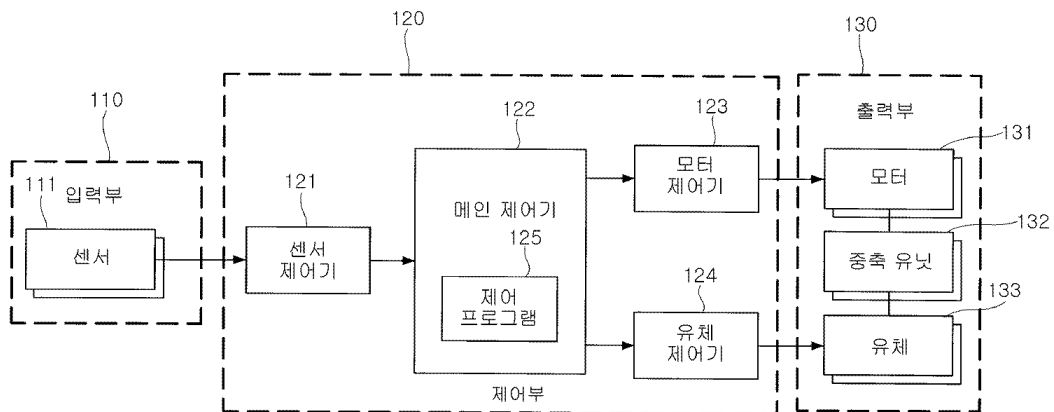 120
130
110
122
123
출력부
131
111
입력부
121
모터
제어기
모터
메인 제어기
132
센서
센서
제어기
125
중축 유닛
제어
프로그램
124
133
유체
제어기
유체
제어부